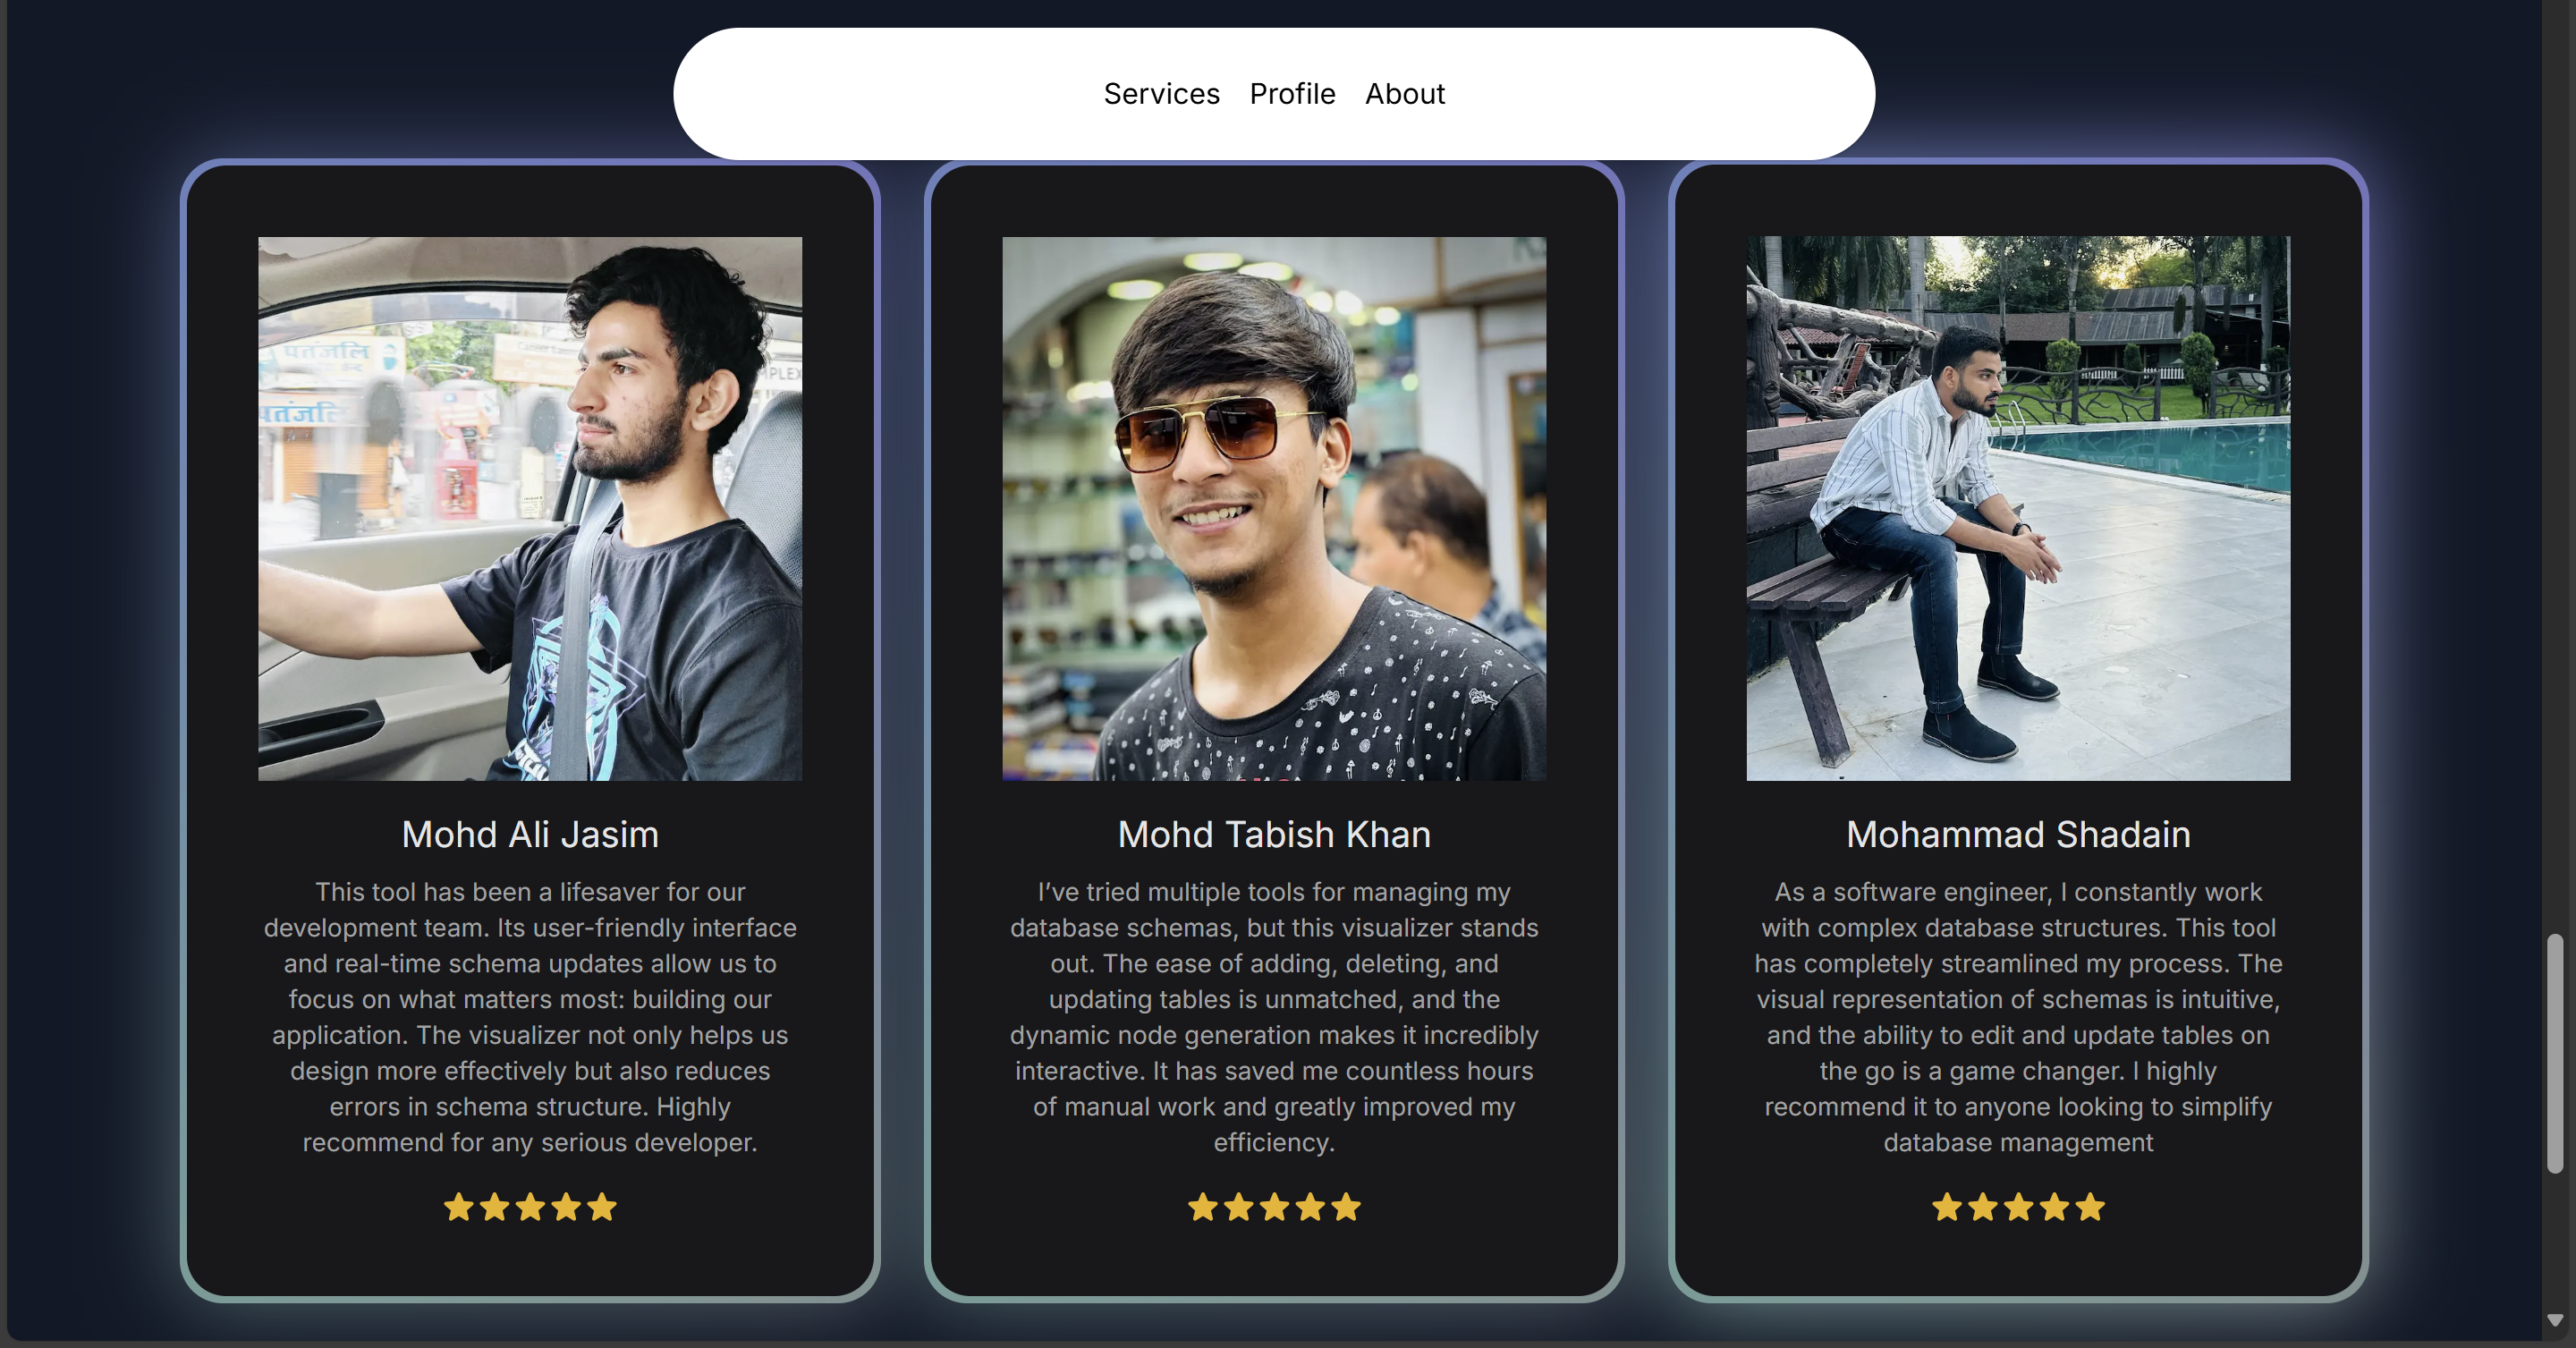 Services Profile About
पतंजलि
पतंजलि
MPLEX
Mohd Ali Jasim
This tool has been a lifesaver for our
development team. Its user-friendly interface
and real-time schema updates allow us to
focus on what matters most: building our
application. The visualizer not only helps us
design more effectively but also reduces
errors in schema structure. Highly
recommend for any serious developer.
Mohd Tabish Khan
I’ve tried multiple tools for managing my
database schemas, but this visualizer stands
out. The ease of adding, deleting, and
updating tables is unmatched, and the
dynamic node generation makes it incredibly
interactive. It has saved me countless hours
of manual work and greatly improved my
efficiency.
Mohammad Shadain
As a software engineer, I constantly work
with complex database structures. This tool
has completely streamlined my process. The
visual representation of schemas is intuitive,
and the ability to edit and update tables on
the go is a game changer. I highly
recommend it to anyone looking to simplify
database management